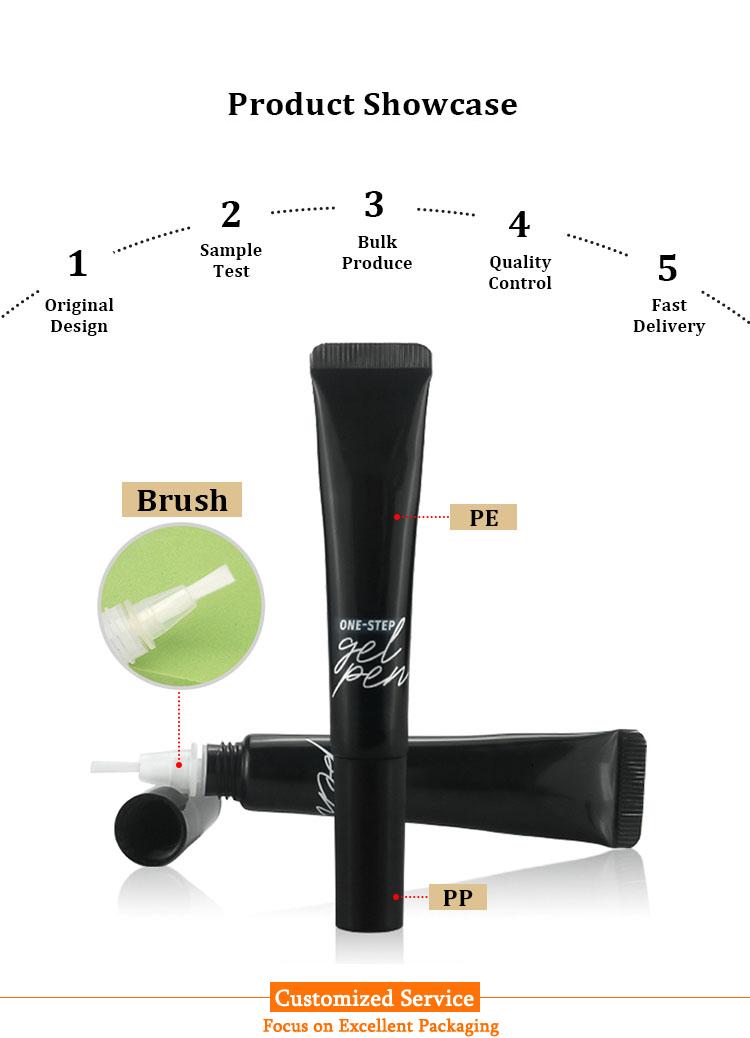 Product Showcase
1
Original
Design
2
Sample
Test
3
Bulk
Produce
4
Quality
Control
5
Fast
Delivery
Brush
PE
ONE-STEP
gel
pen
PP
Customized Service
Focus on Excellent Packaging